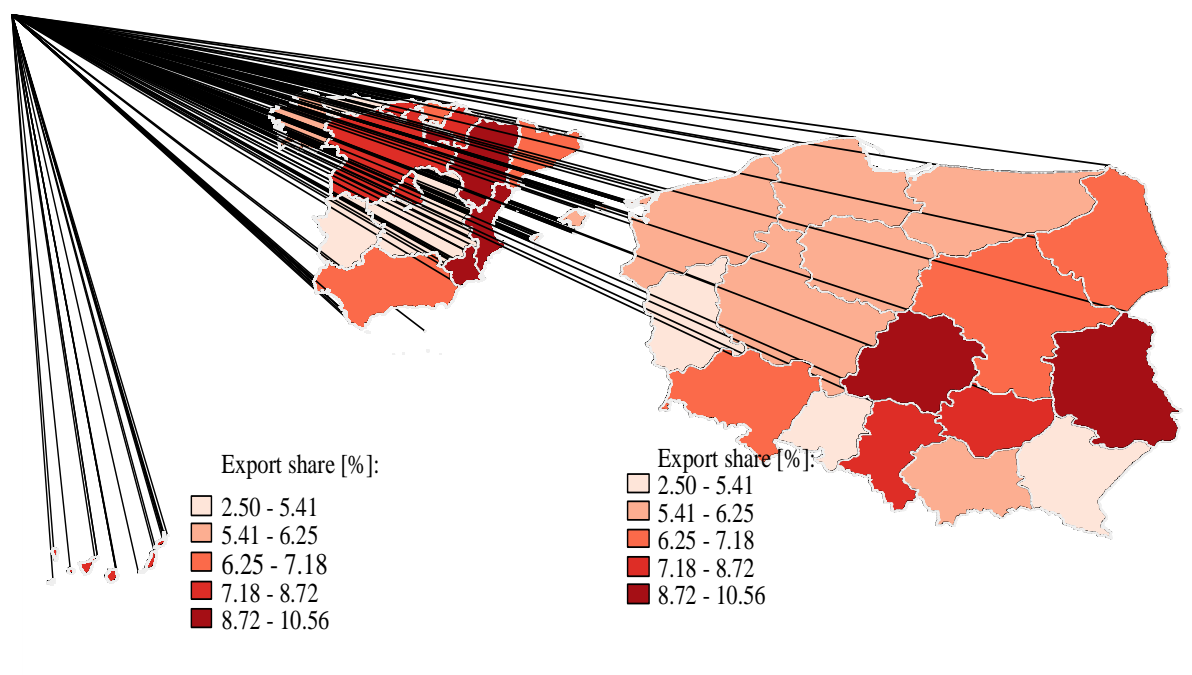 Export share [%]:
2.50 - 5.41
5.41 - 6.25
6.25 - 7.18
7.18 - 8.72
8.72 - 10.56
Export share [%]:
2.50 - 5.41
5.41 - 6.25
6.25 - 7.18
7.18 - 8.72
8.72 - 10.56